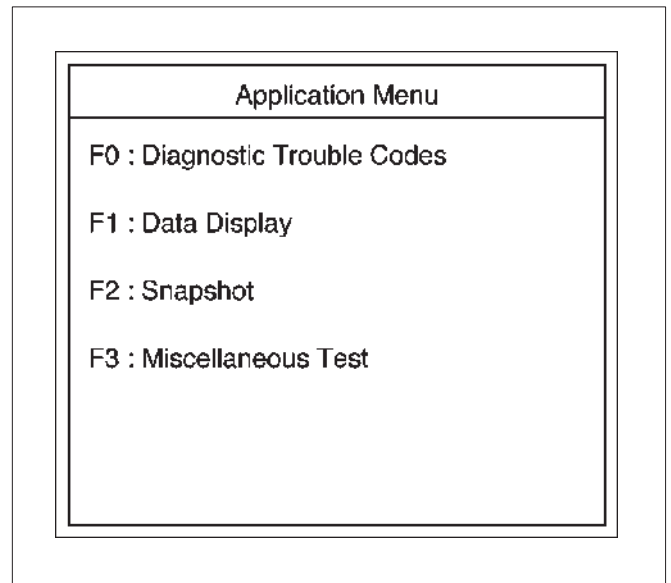 Application Menu
F0 : Diagnostic Trouble Codes
F1 : Data Display
F2 : Snapshot
F3 : Miscellaneous Test